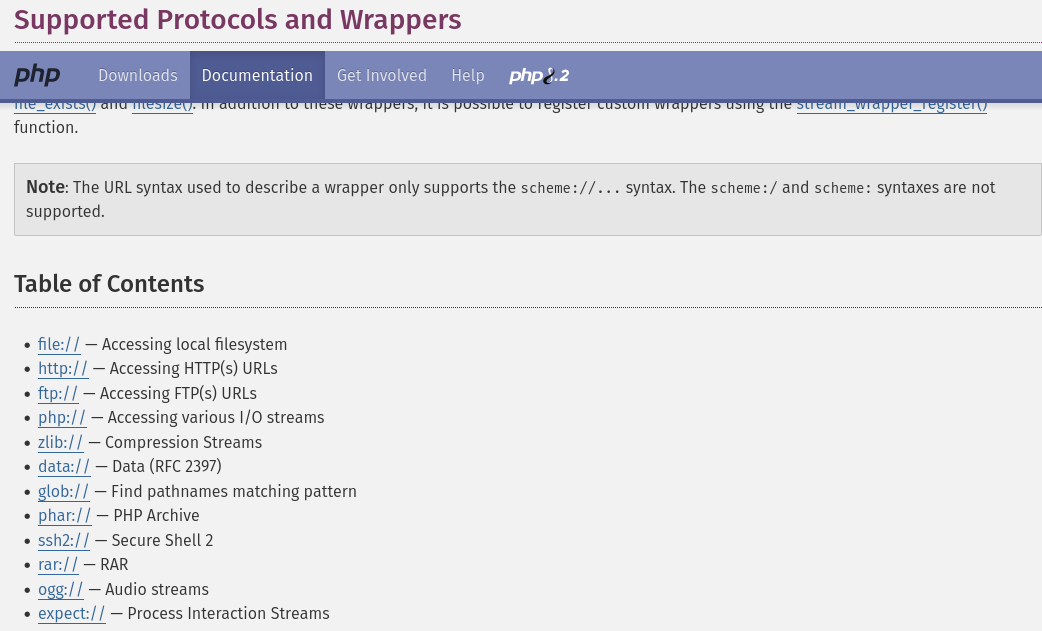 Supported Protocols and Wrappers
php Downloads Documentation Get Involved Help php8.2
file_exists() and filesize(). In addition to these wrappers, it is possible to register custom wrappers using the stream_wrapper_register()
function.
Note: The URL syntax used to describe a wrapper only supports the scheme://... syntax. The scheme:/ and scheme: syntaxes are not
supported.
Table of Contents
• file:// — Accessing local filesystem
• http:// — Accessing HTTP(s) URLs
• ftp:// — Accessing FTP(s) URLs
• php:// — Accessing various I/O streams
• zlib:// — Compression Streams
• data:// — Data (RFC 2397)
• glob:// — Find pathnames matching pattern
• phar:// — PHP Archive
• ssh2:// — Secure Shell 2
• rar:// — RAR
• ogg:// — Audio streams
• expect:// — Process Interaction Streams